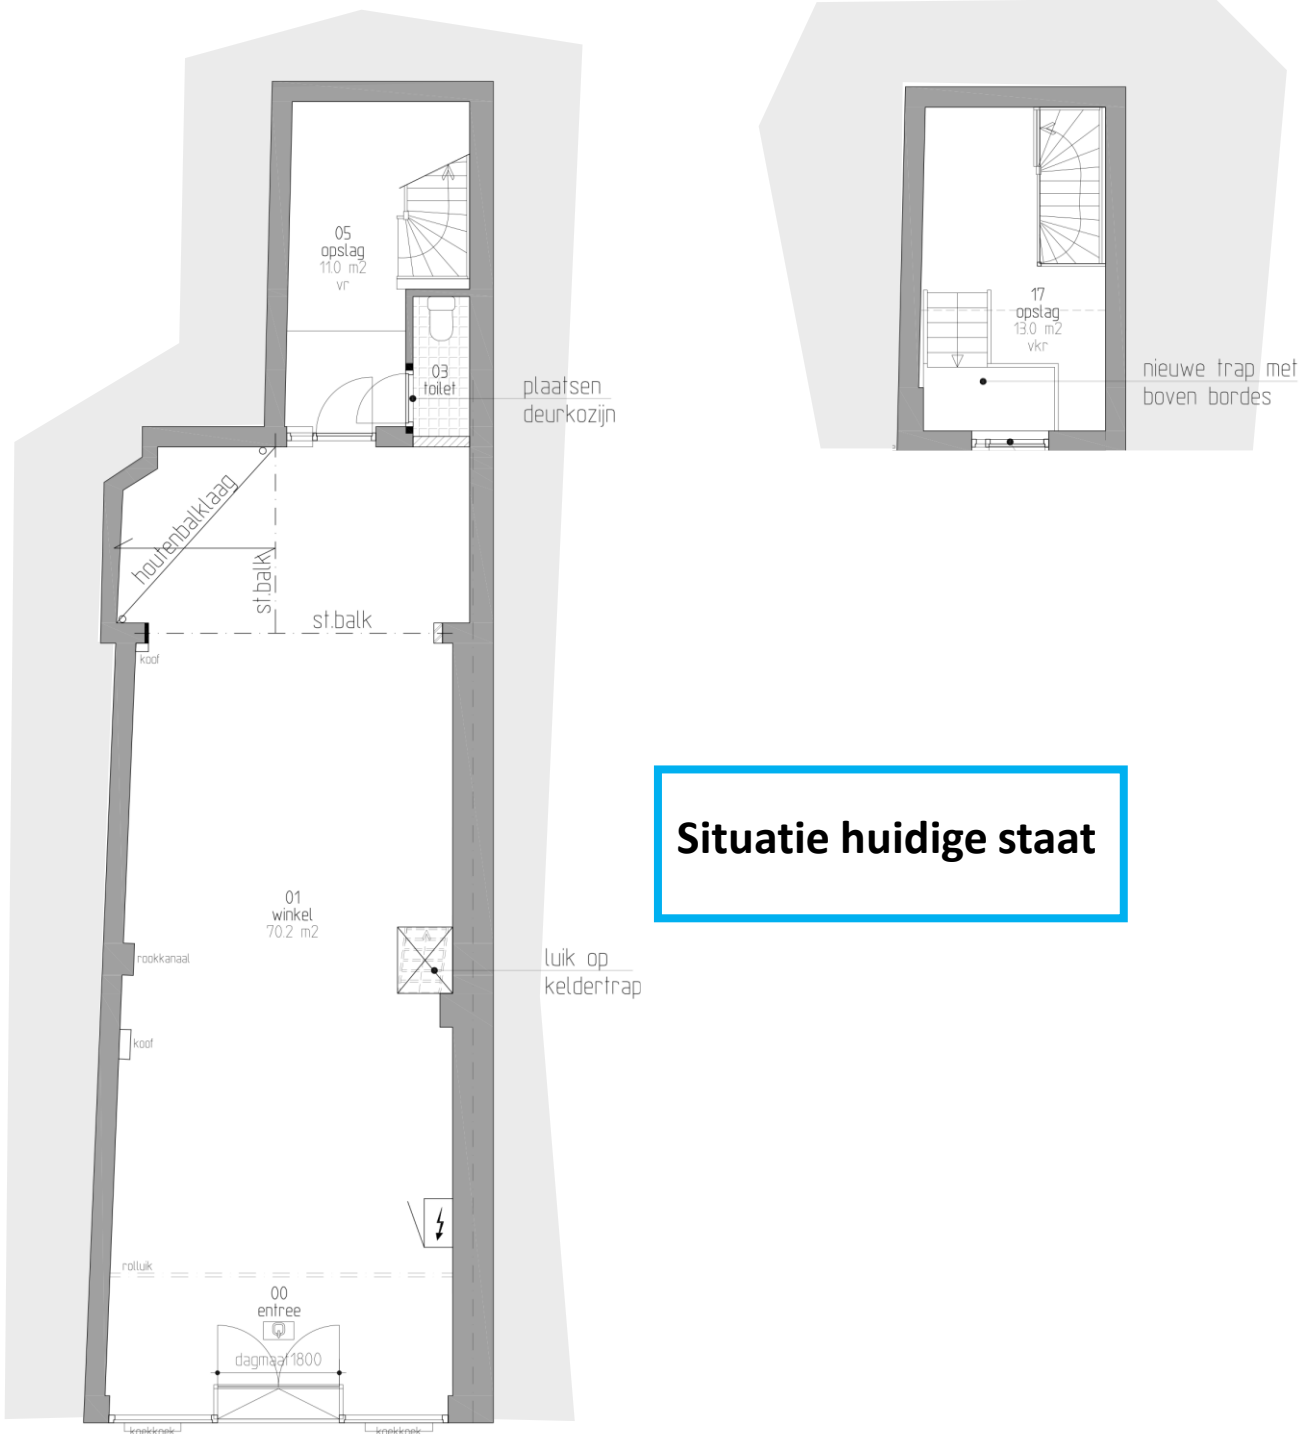 05
opslag
11.0 m2
vr
03
toilet
plaatsen
deurkozijn
17
opslag
13.0 m2
vkr
nieuwe trap met
boven bordes
houtenbalklaag
st.balk
st.balk
koof
Situatie huidige staat
01
winkel
70.2 m2
rookkanaal
luik op
keldertrap
koof
rolluik
00
entree
dagmaat 1800
koekkoek
koekkoek